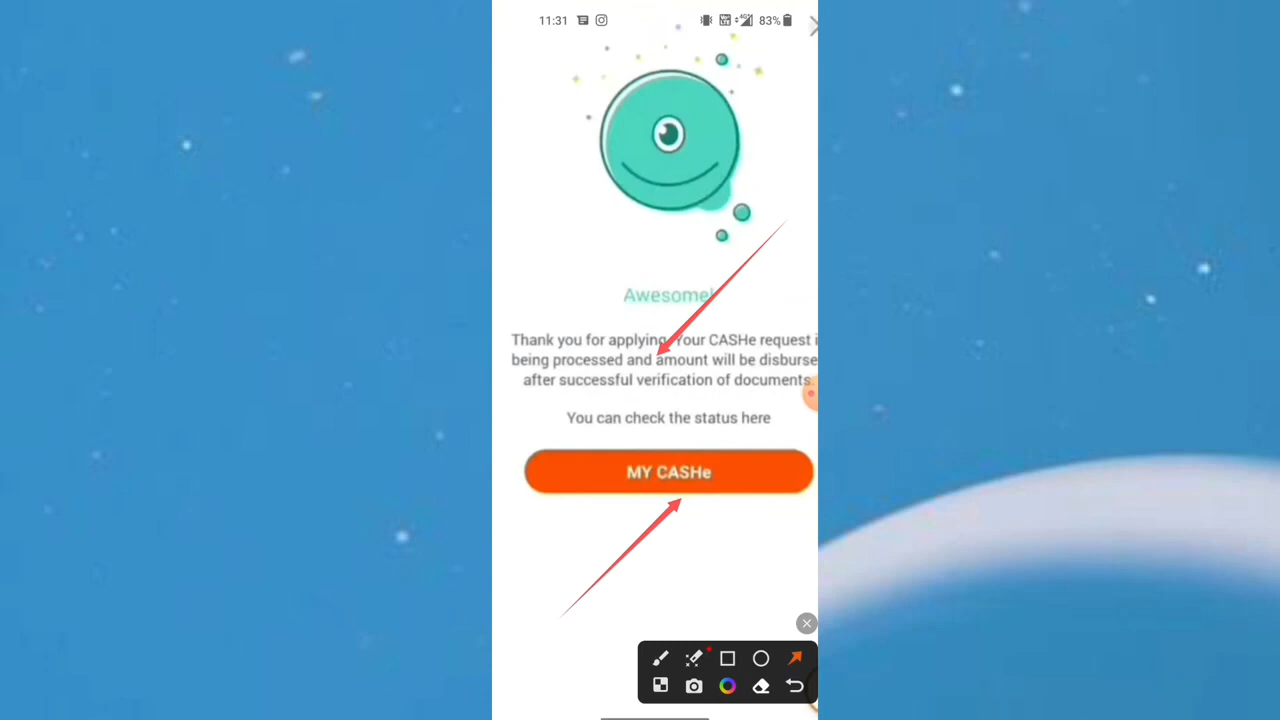 11:31
83%
Awesome!
Thank you for applying. Your CASHe request i
being processed and amount will be disburse
after successful verification of documents.
You can check the status here
MY CASHe